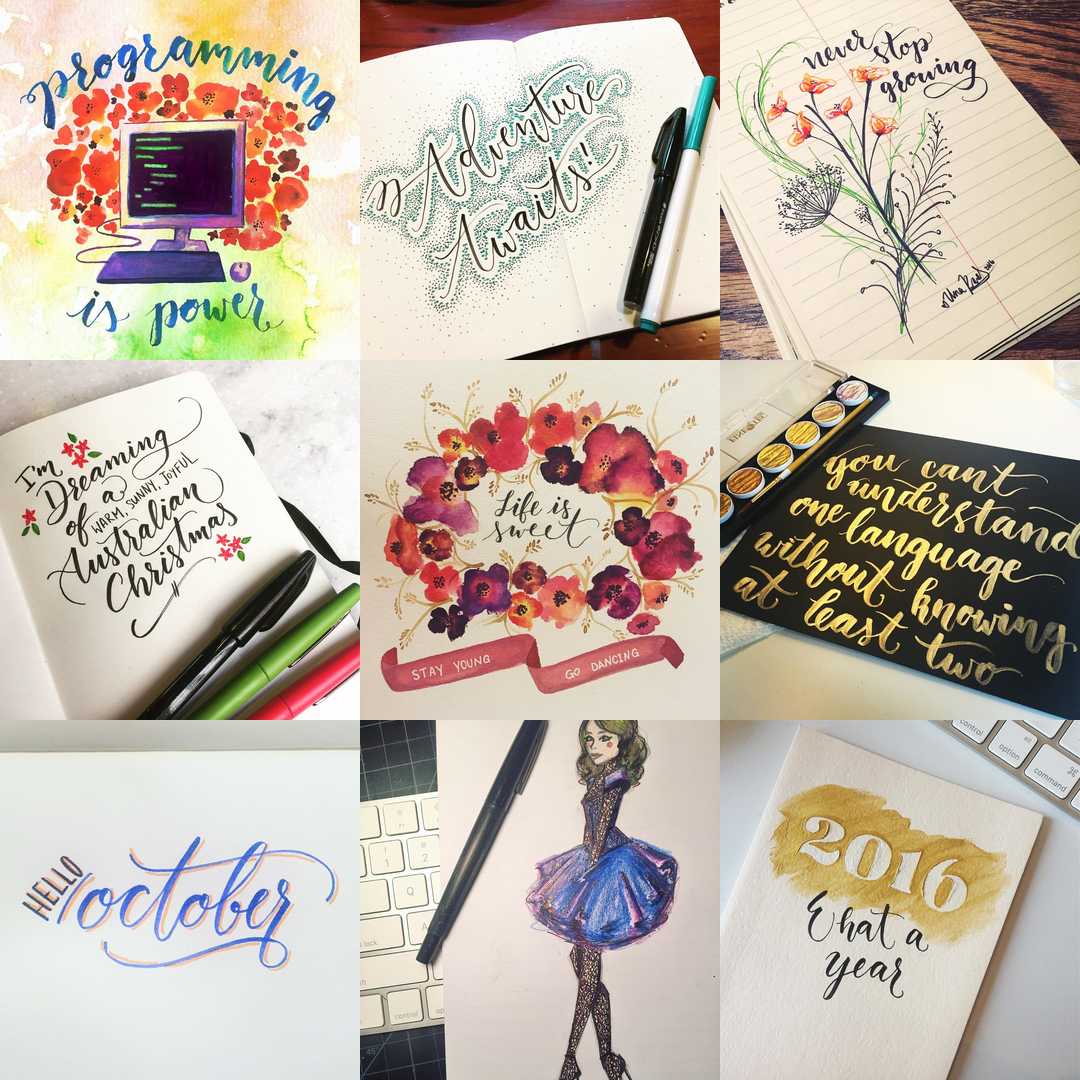 programming
is power
Adventure
Awaits!
never stop
growing
I'm
Dreaming
of a
WARM, SUNNY, JOYFUL
Australian
Christmas
Life is
sweet
STAY YOUNG
GO DANCING
you cant
understand
one language
without knowing
at least two
HELLO
october
1
2
Q
2016
What a
year
control
alt
option
⌘
command